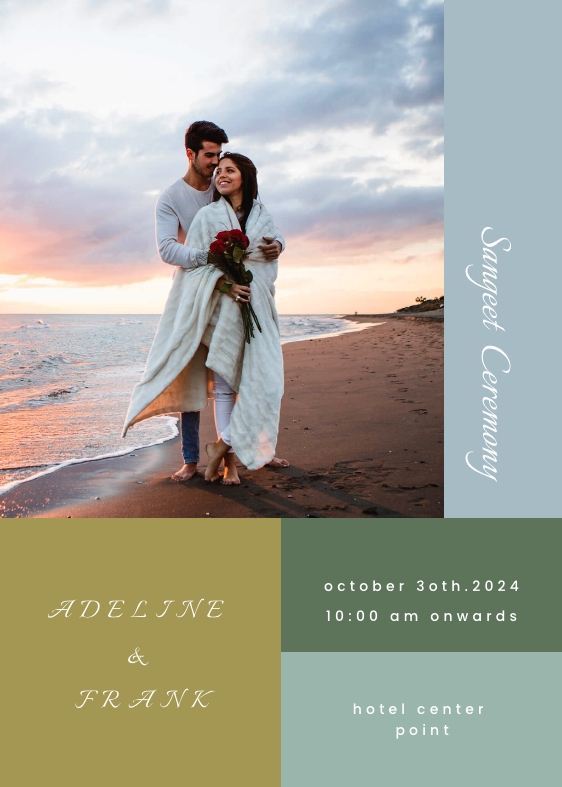 Sangeet Ceremony
ADELINE
&
FRANK
october 3oth.2024
10:00 am onwards
hotel center
point